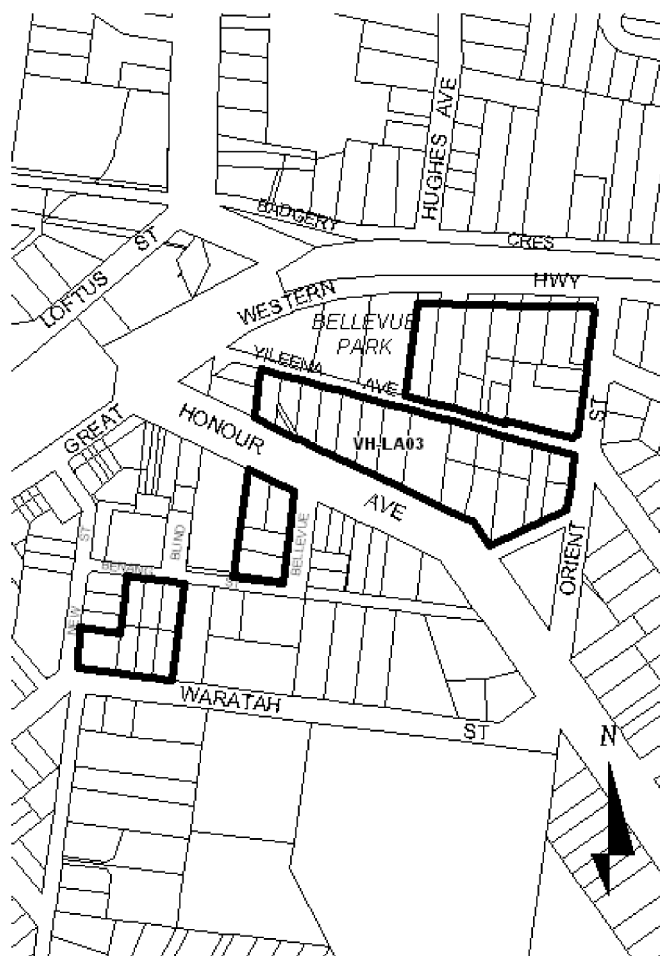 HUGHES AVE
BADGERY
CRES
LOFTUS ST
WESTERN
HWY
BELLEVUE
PARK
YILEENA
AVE
GREAT
HONOUR
AVE
VH-LA03
ST
ORIENT
ST
BLIND
BELLEVUE
BENANG
ST
NEW
WARATAH
ST
N